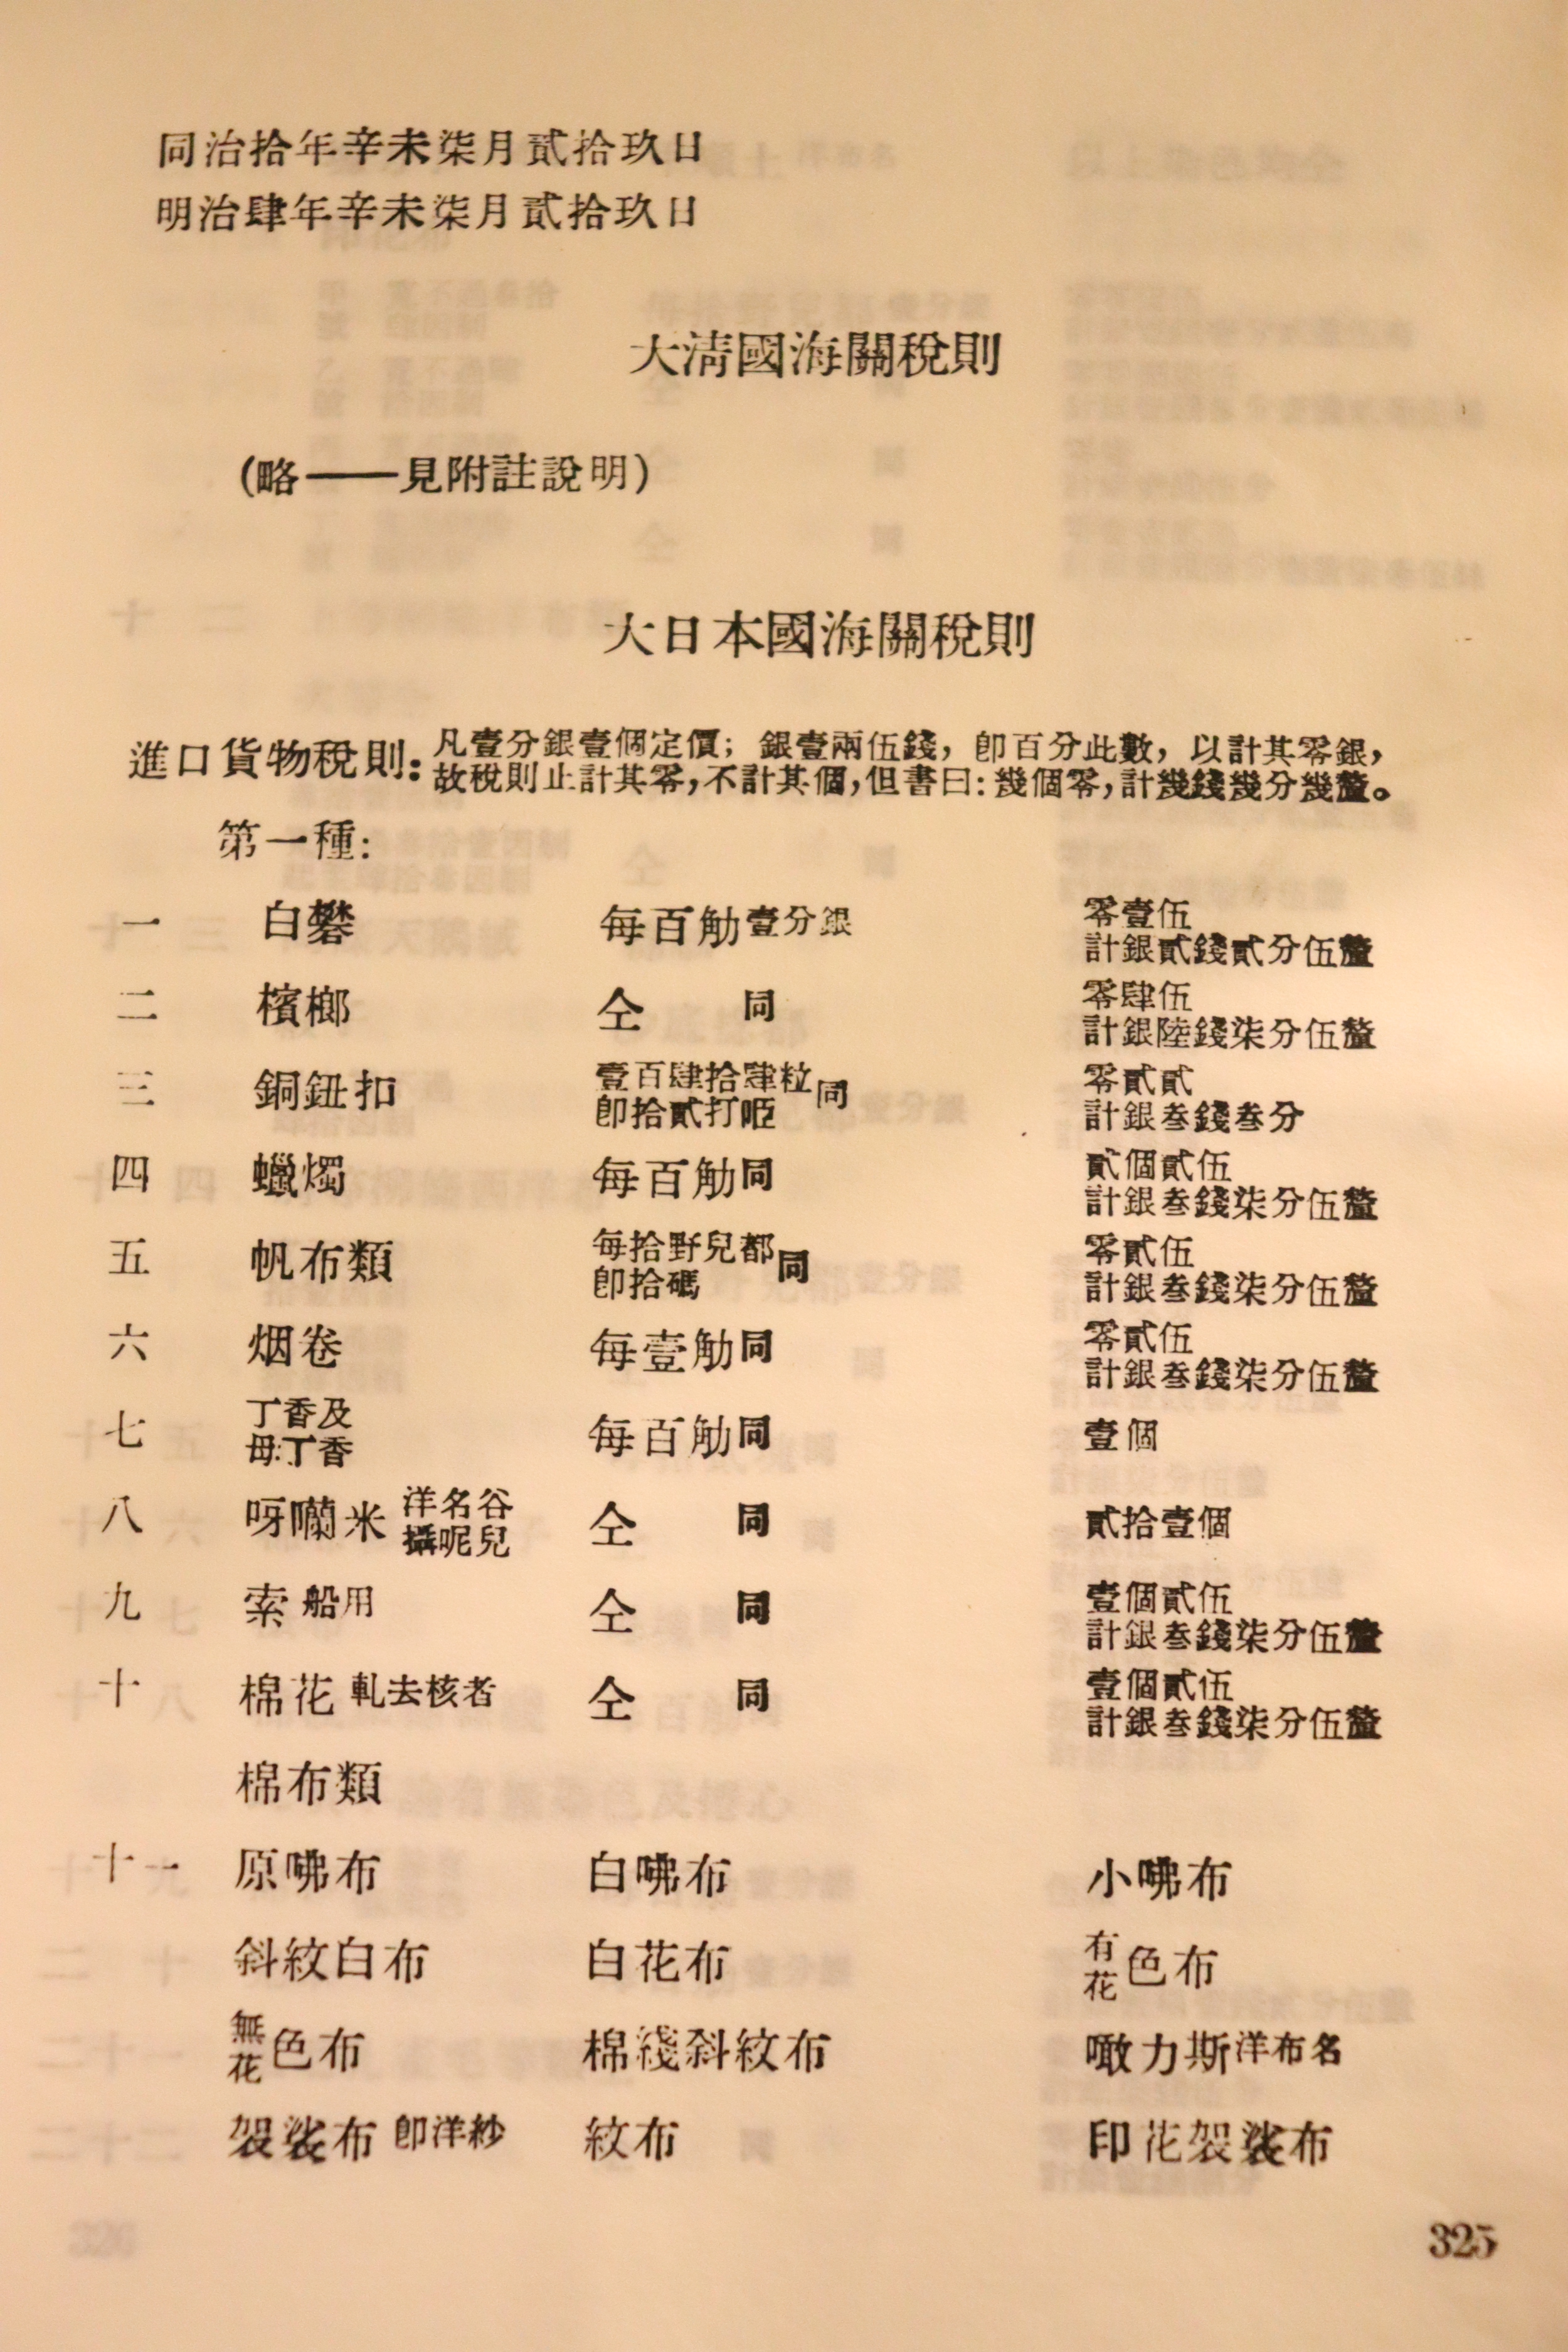 同治拾年辛未柒月貳拾玖日
明治肆年辛未柒月貳拾玖日
大淸國海關稅則
(略——見附註說明)
大日本國海關稅則
進口貨物稅則:凡壹分銀壹個定價;銀壹兩伍錢,卽百分此數,以計其零銀,
故稅則止計其零,不計其個,但書曰:幾個零,計幾錢幾分幾釐。
第一種:
一 白礬 每百觔壹分銀 零壹伍
計銀貳錢貳分伍釐
二 檳榔 仝 同 零肆伍
計銀陸錢柒分伍釐
三 銅鈕扣 壹百肆拾肆粒 同 零貳貳
卽拾貳打 計銀叁錢叁分
四 蠟燭 每百觔同 貳個貳伍
計銀叁錢柒分伍釐
五 帆布類 每拾野兒都 同 零貳伍
卽拾碼 計銀叁錢柒分伍釐
六 烟卷 每壹觔同 零貳伍
計銀叁錢柒分伍釐
七 丁香及 每百觔同 壹個
母丁香
八 呀囒米 洋名谷 仝 同 貳拾壹個
攝呢兒
九 索 船用 仝 同 壹個貳伍
計銀叁錢柒分伍釐
十 棉花 軋去核者 仝 同 壹個貳伍
計銀叁錢柒分伍釐
棉布類
十一 原咈布 白咈布 小咈布
斜紋白布 白花布 有花色布
無花色布 棉綫斜紋布 噉力斯洋布名
袈裟布 卽洋紗 紋布 印花袈裟布
325